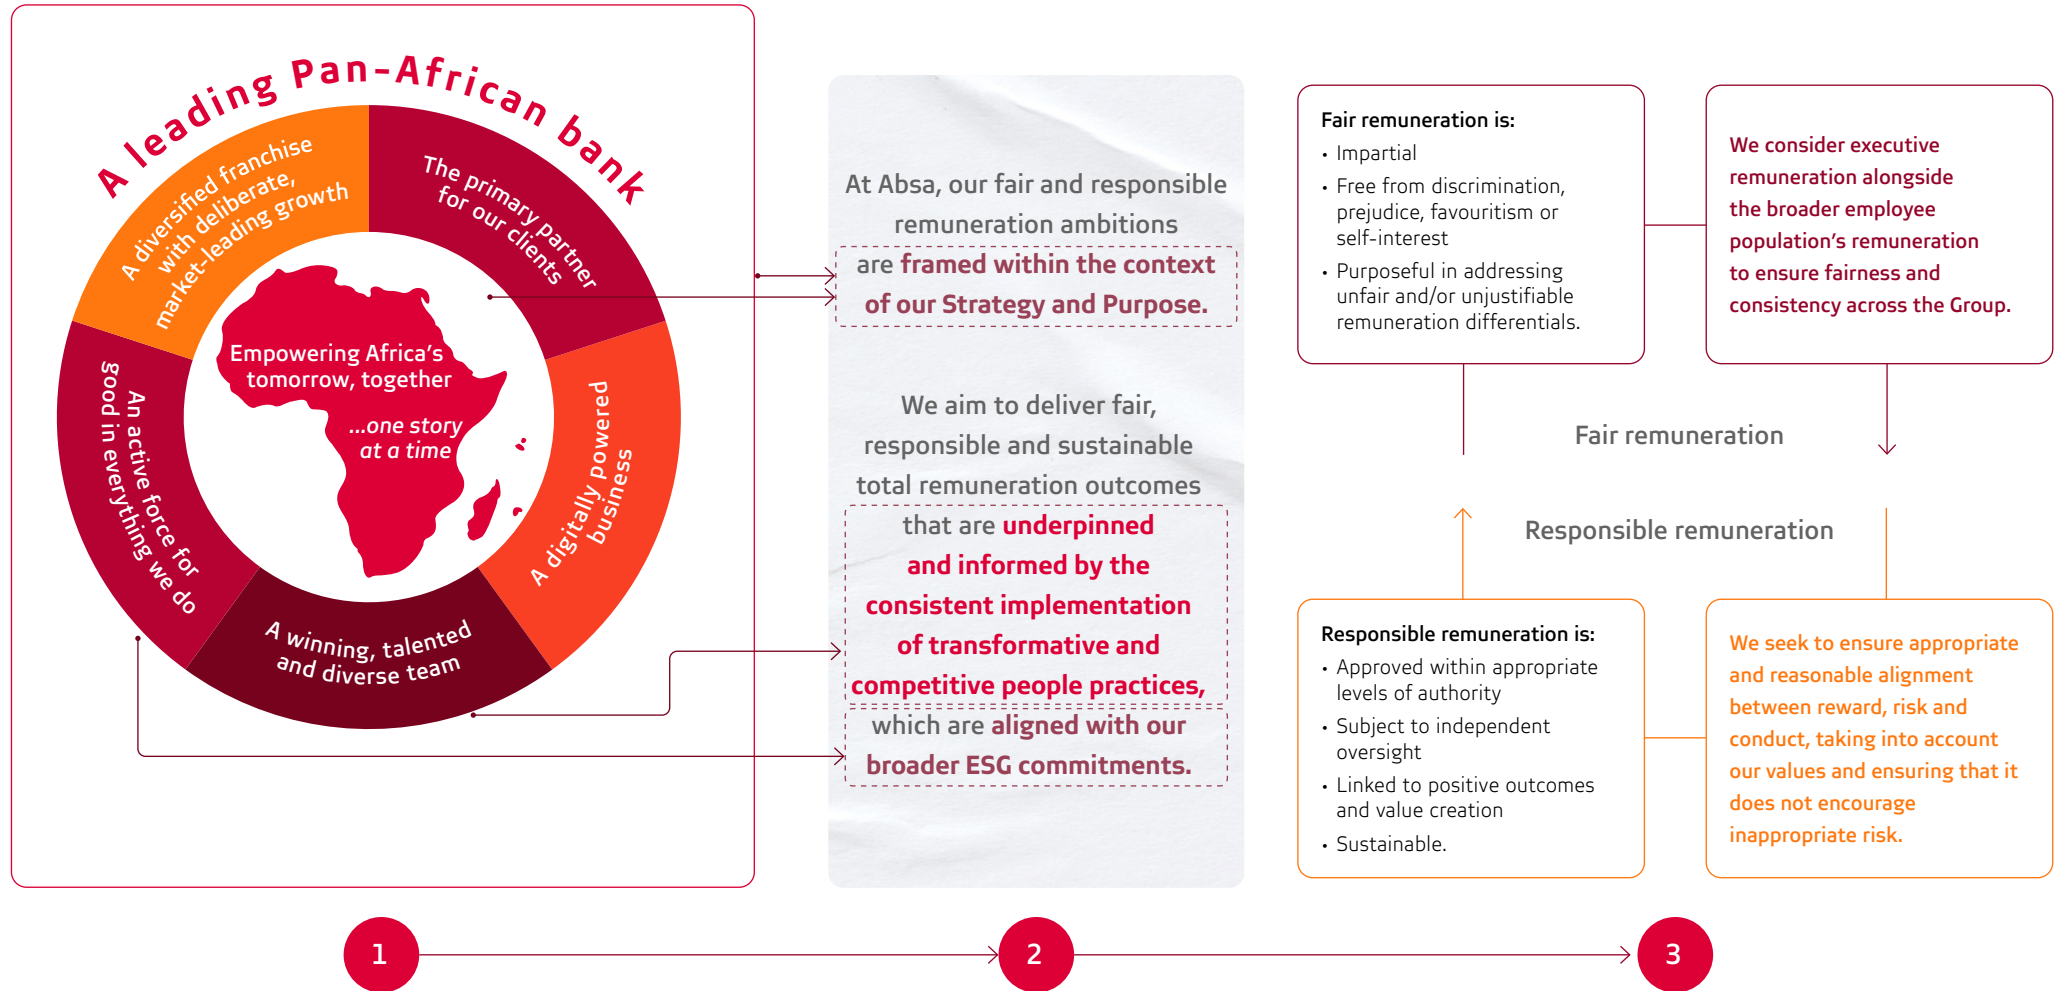 A leading Pan-African bank
A diversified franchise
with deliberate,
market-leading growth
The primary partner
for our clients
A digitally powered
business
A winning, talented
and diverse team
An active force for
good in everything we do
Empowering Africa's
tomorrow, together
...one story
at a time
At Absa, our fair and responsible
remuneration ambitions
are framed within the context
of our Strategy and Purpose.
We aim to deliver fair,
responsible and sustainable
total remuneration outcomes
that are underpinned
and informed by the
consistent implementation
of transformative and
competitive people practices,
which are aligned with our
broader ESG commitments.
Fair remuneration is:
• Impartial
• Free from discrimination,
prejudice, favouritism or
self-interest
• Purposeful in addressing
unfair and/or unjustifiable
remuneration differentials.
We consider executive
remuneration alongside
the broader employee
population's remuneration
to ensure fairness and
consistency across the Group.
Fair remuneration
Responsible remuneration
Responsible remuneration is:
• Approved within appropriate
levels of authority
• Subject to independent
oversight
• Linked to positive outcomes
and value creation
• Sustainable.
We seek to ensure appropriate
and reasonable alignment
between reward, risk and
conduct, taking into account
our values and ensuring that it
does not encourage
inappropriate risk.
1
2
3